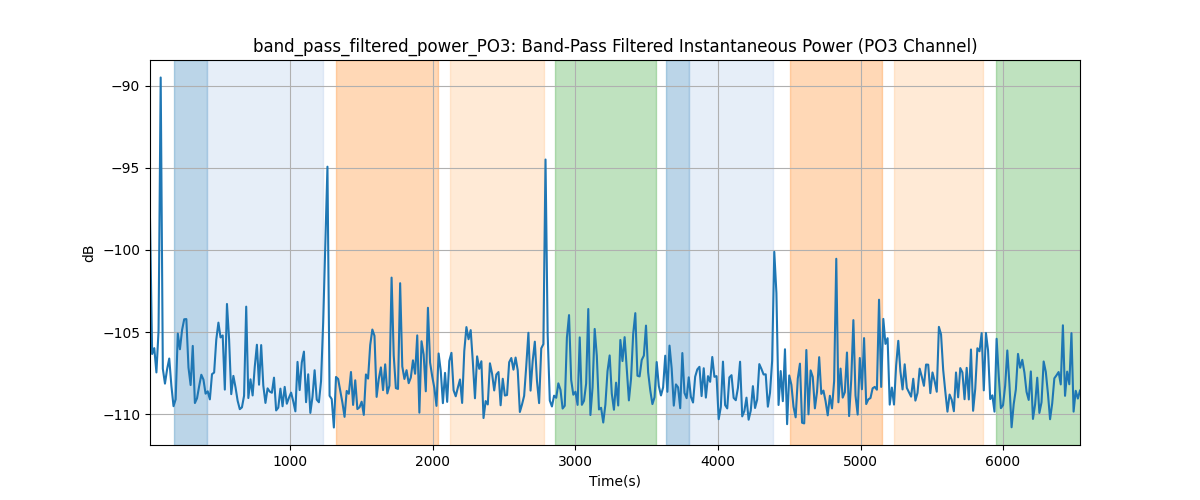 band_pass_filtered_power_PO3: Band-Pass Filtered Instantaneous Power (PO3 Channel)
dB
−90
−95
−100
−105
−110
1000 2000 3000 4000 5000 6000
Time(s)